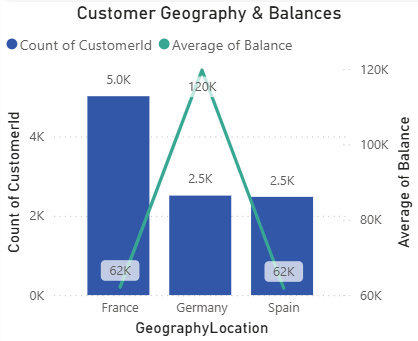 Customer Geography & Balances
Count of CustomerId Average of Balance
5.0K
120K
2.5K
2.5K
62K
62K
4K
2K
0K
120K
100K
80K
60K
Count of CustomerId
Average of Balance
France Germany Spain
GeographyLocation